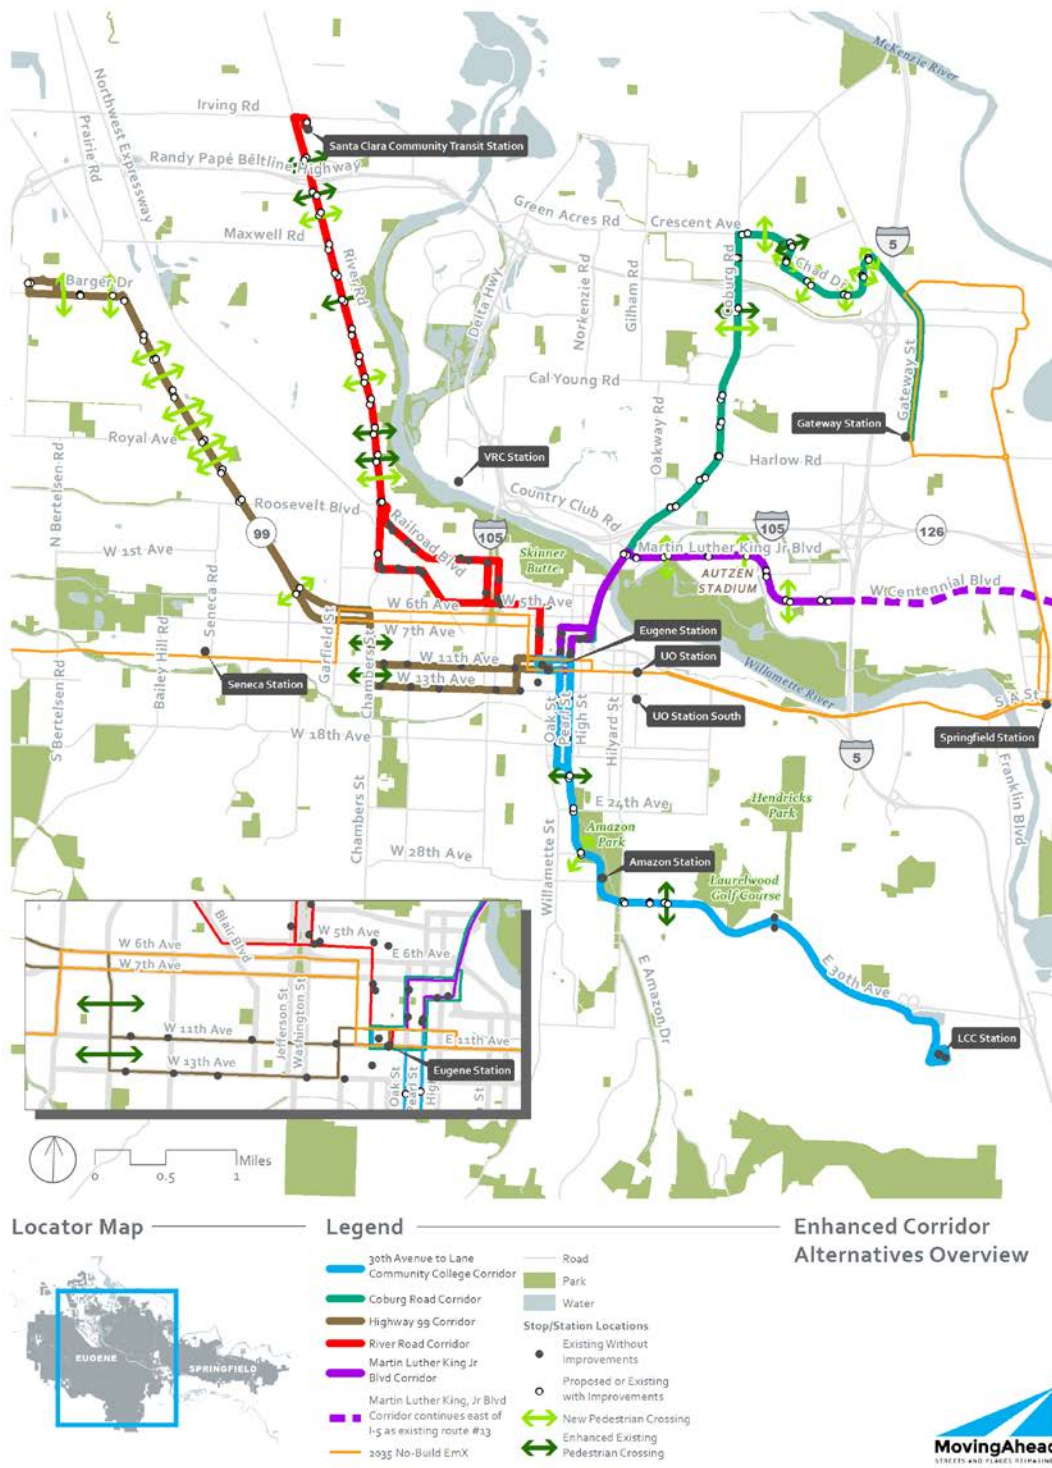 McKenzie River
Irving Rd
Santa Clara Community Transit Station
Northwest Expressway
Prairie Rd
Randy Papé Beltline Highway
Green Acres Rd
Crescent Ave
5
Maxwell Rd
River Rd
Delta Hwy
Norkenzie Rd
Gilham Rd
Coburg Rd
Chad Dr
Barger Dr
Gateway St
Cal Young Rd
Oakway Rd
Gateway Station
Royal Ave
N Bertelsen Rd
VRC Station
Harlow Rd
Roosevelt Blvd
Country Club Rd
99
Railroad Blvd
105
105
126
W 1st Ave
Skinner
Butte
Martin Luther King Jr Blvd
AUTZEN
STADIUM
W Centennial Blvd
Seneca Rd
Bailey Hill Rd
Garfield St
W 6th Ave
W 5th Ave
W 7th Ave
Chambers St
W 11th Ave
W 13th Ave
Eugene Station
UO Station
Seneca Station
UO Station South
Willamette River
S A St
Springfield Station
S Bertelsen Rd
W 18th Ave
Oak St
Pearl St
High St
Hilyard St
5
Franklin Blvd
Chambers St
E 24th Ave
Hendricks
Park
Amazon
Park
W 28th Ave
Willamette St
Amazon Station
Laurelwood
Golf Course
E 30th Ave
E Amazon Dr
LCC Station
Blair Blvd
W 5th Ave
W 6th Ave
E 6th Ave
W 7th Ave
Jefferson St
Washington St
W 11th Ave
E 11th Ave
W 13th Ave
Eugene Station
Oak St
Pearl St
High
St
Miles
0 0.5 1
Locator Map
EUGENE
SPRINGFIELD
Legend
30th Avenue to Lane
Community College Corridor
Coburg Road Corridor
Highway 99 Corridor
River Road Corridor
Martin Luther King Jr
Blvd Corridor
Martin Luther King, Jr Blvd
Corridor continues east of
I-5 as existing route #13
2035 No-Build EmX
Road
Park
Water
Stop/Station Locations
Existing Without
Improvements
Proposed or Existing
with Improvements
New Pedestrian Crossing
Enhanced Existing
Pedestrian Crossing
Enhanced Corridor
Alternatives Overview
MovingAhead
STREETS AND PLACES REIMAGINED